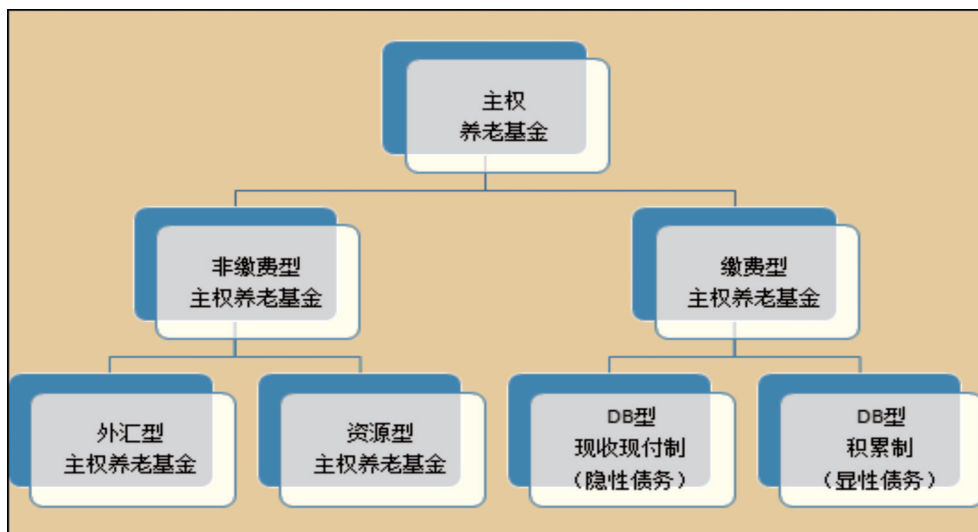 主权
养老基金
非缴费型
主权养老基金
缴费型
主权养老基金
外汇型
主权养老基金
资源型
主权养老基金
DB型
现收现付制
（隐性债务）
DB型
积累制
（显性债务）